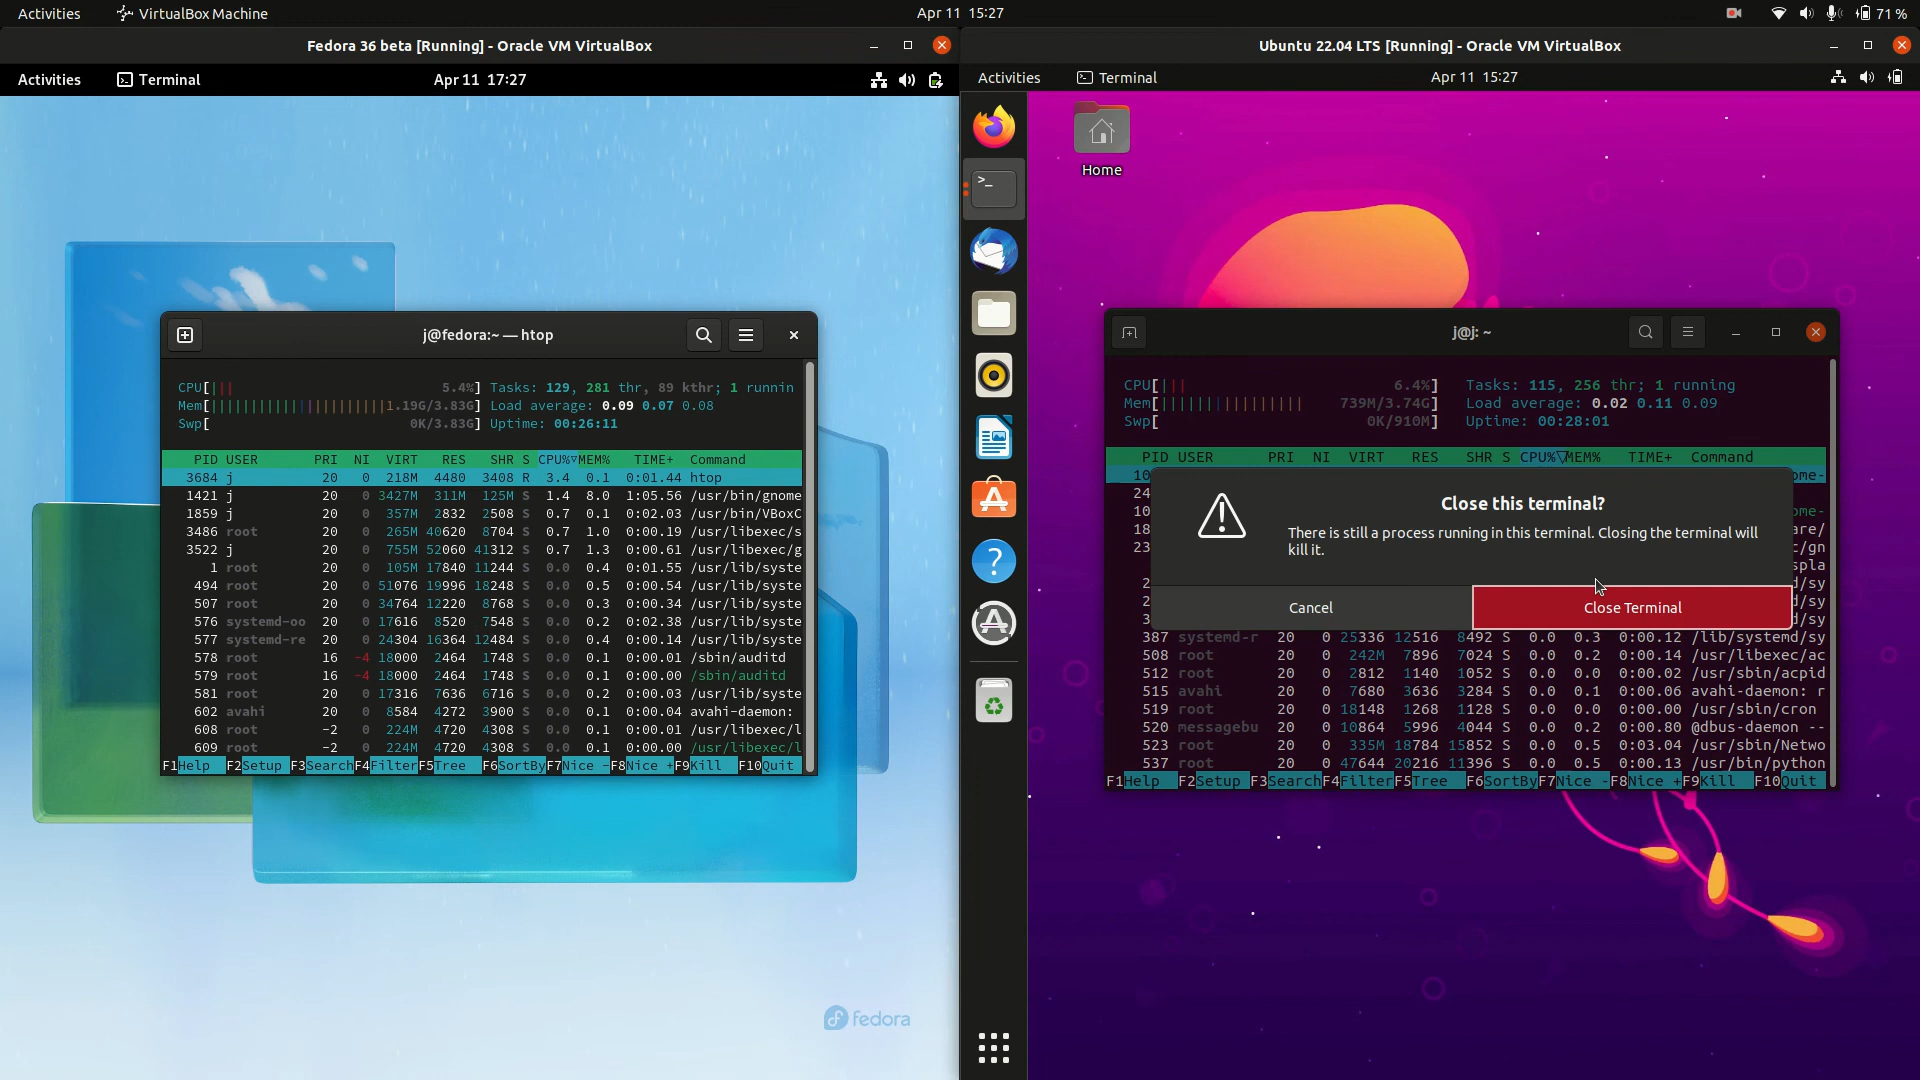 Activities VirtualBox Machine Apr 11 15:27 71 %
Fedora 36 beta [Running] - Oracle VM VirtualBox
Activities Terminal Apr 11 17:27
j@fedora:~ — htop
CPU[||| 5.4%] Tasks: 129, 281 thr, 89 kthr; 1 runnin
Mem[||||||||||||||||||||||1.19G/3.83G] Load average: 0.09 0.07 0.08
Swp[ 0K/3.83G] Uptime: 00:26:11
PID USER PRI NI VIRT RES SHR S CPU%▽MEM% TIME+ Command
3684 j 20 0 218M 4480 3408 R 3.4 0.1 0:01.44 htop
1421 j 20 0 3427M 311M 125M S 1.4 8.0 1:05.56 /usr/bin/gnome
1859 j 20 0 357M 2832 2508 S 0.7 0.1 0:02.03 /usr/bin/VBoxC
3486 root 20 0 265M 40620 8704 S 0.7 1.0 0:00.19 /usr/libexec/s
3522 j 20 0 755M 52060 41312 S 0.7 1.3 0:00.61 /usr/libexec/g
1 root 20 0 105M 17840 11244 S 0.0 0.4 0:01.55 /usr/lib/syste
494 root 20 0 51076 19996 18248 S 0.0 0.5 0:00.54 /usr/lib/syste
507 root 20 0 34764 12220 8768 S 0.0 0.3 0:00.34 /usr/lib/syste
576 systemd-oo 20 0 17616 8520 7548 S 0.0 0.2 0:02.38 /usr/lib/syste
577 systemd-re 20 0 24304 16364 12484 S 0.0 0.4 0:00.14 /usr/lib/syste
578 root 16 -4 18000 2464 1748 S 0.0 0.1 0:00.01 /sbin/auditd
579 root 16 -4 18000 2464 1748 S 0.0 0.1 0:00.00 /sbin/auditd
581 root 20 0 17316 7636 6716 S 0.0 0.2 0:00.03 /usr/lib/syste
602 avahi 20 0 8584 4272 3900 S 0.0 0.1 0:00.04 avahi-daemon:
608 root -2 0 224M 4720 4308 S 0.0 0.1 0:00.01 /usr/libexec/l
609 root -2 0 224M 4720 4308 S 0.0 0.1 0:00.00 /usr/libexec/l
F1Help F2Setup F3SearchF4FilterF5Tree F6SortByF7Nice -F8Nice +F9Kill F10Quit
fedora
Ubuntu 22.04 LTS [Running] - Oracle VM VirtualBox
Activities Terminal Apr 11 15:27
Home
j@j: ~
CPU[||| 6.4%] Tasks: 115, 256 thr; 1 running
Mem[|||||||||||||||| 739M/3.74G] Load average: 0.02 0.11 0.09
Swp[ 0K/910M] Uptime: 00:28:01
PID USER PRI NI VIRT RES SHR S CPU%▽MEM% TIME+ Command
10 ome-
24
10 ome-
18 are/
23 c/gn
spla
2 d/sy
2 d/sy
3 d/sy
Close this terminal?
There is still a process running in this terminal. Closing the terminal will
kill it.
Cancel Close Terminal
387 systemd-r 20 0 25336 12516 8492 S 0.0 0.3 0:00.12 /lib/systemd/sy
508 root 20 0 242M 7896 7024 S 0.0 0.2 0:00.14 /usr/libexec/ac
512 root 20 0 2812 1140 1052 S 0.0 0.0 0:00.02 /usr/sbin/acpid
515 avahi 20 0 7680 3636 3284 S 0.0 0.1 0:00.01 avahi-daemon: r
519 root 20 0 18148 1268 1128 S 0.0 0.0 0:00.00 /usr/sbin/cron
520 messagebu 20 0 10864 5996 4044 S 0.0 0.2 0:00.80 @dbus-daemon --
523 root 20 0 335M 18784 15852 S 0.0 0.5 0:03.04 /usr/sbin/Netwo
537 root 20 0 47644 20216 11396 S 0.0 0.5 0:00.13 /usr/bin/python
F1Help F2Setup F3SearchF4FilterF5Tree F6SortByF7Nice -F8Nice +F9Kill F10Quit